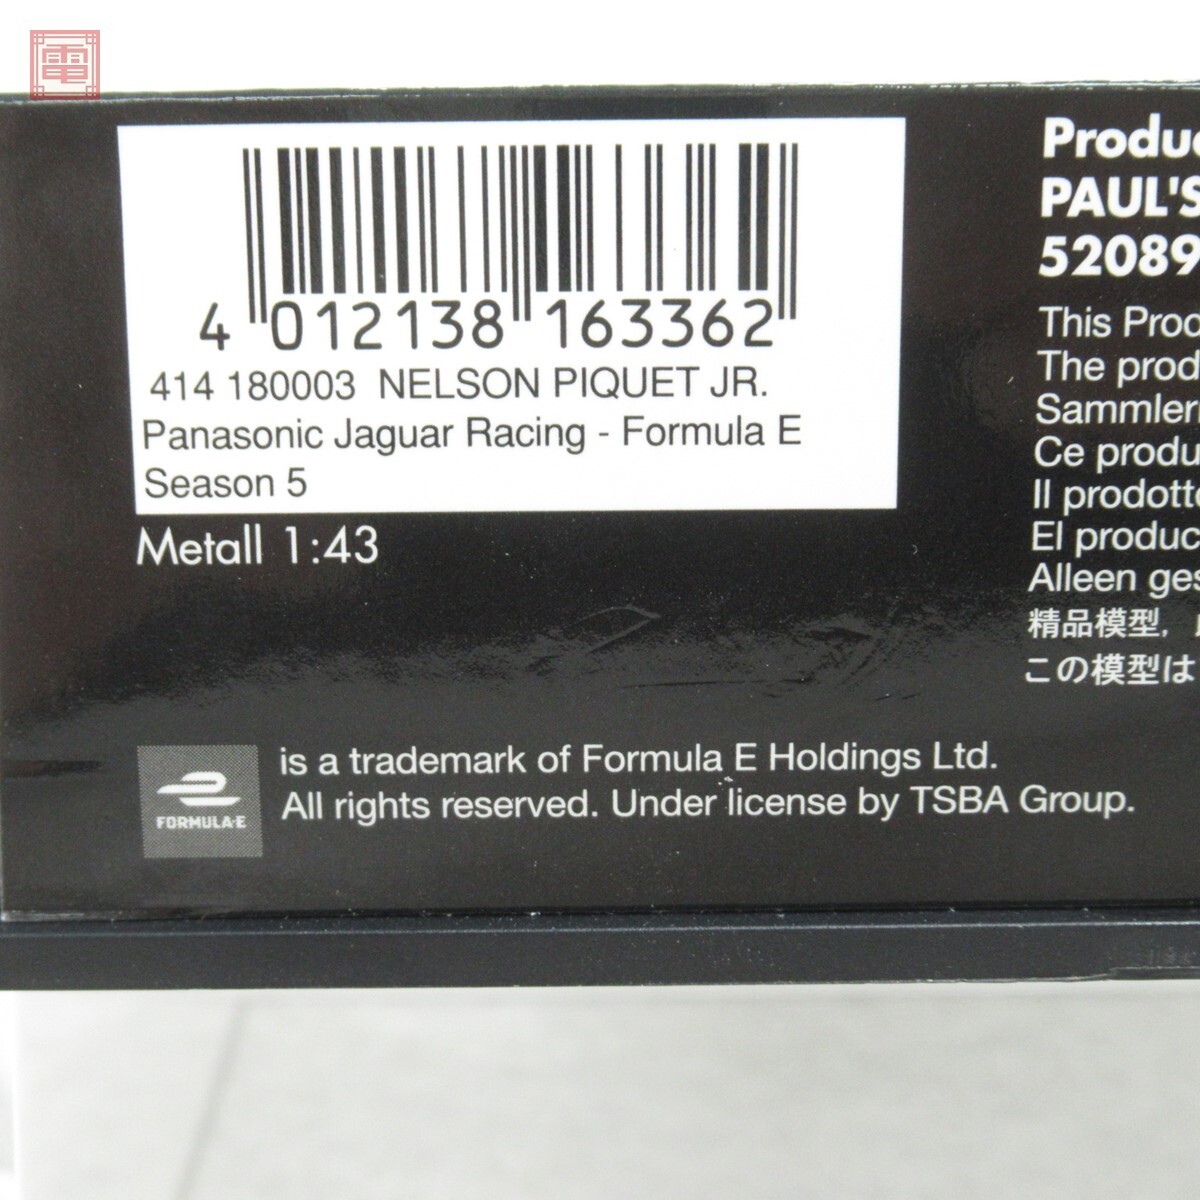 電
4 012138 163362
414 180003 NELSON PIQUET JR.
Panasonic Jaguar Racing - Formula E
Season 5
Metall 1:43
FORMULA-E
is a trademark of Formula E Holdings Ltd.
All rights reserved. Under license by TSBA Group.
Produc
PAUL'S
52089
This Prod
The prod
Sammler
Ce produ
Il prodotto
El produc
Alleen ges
精品模型,
この模型は